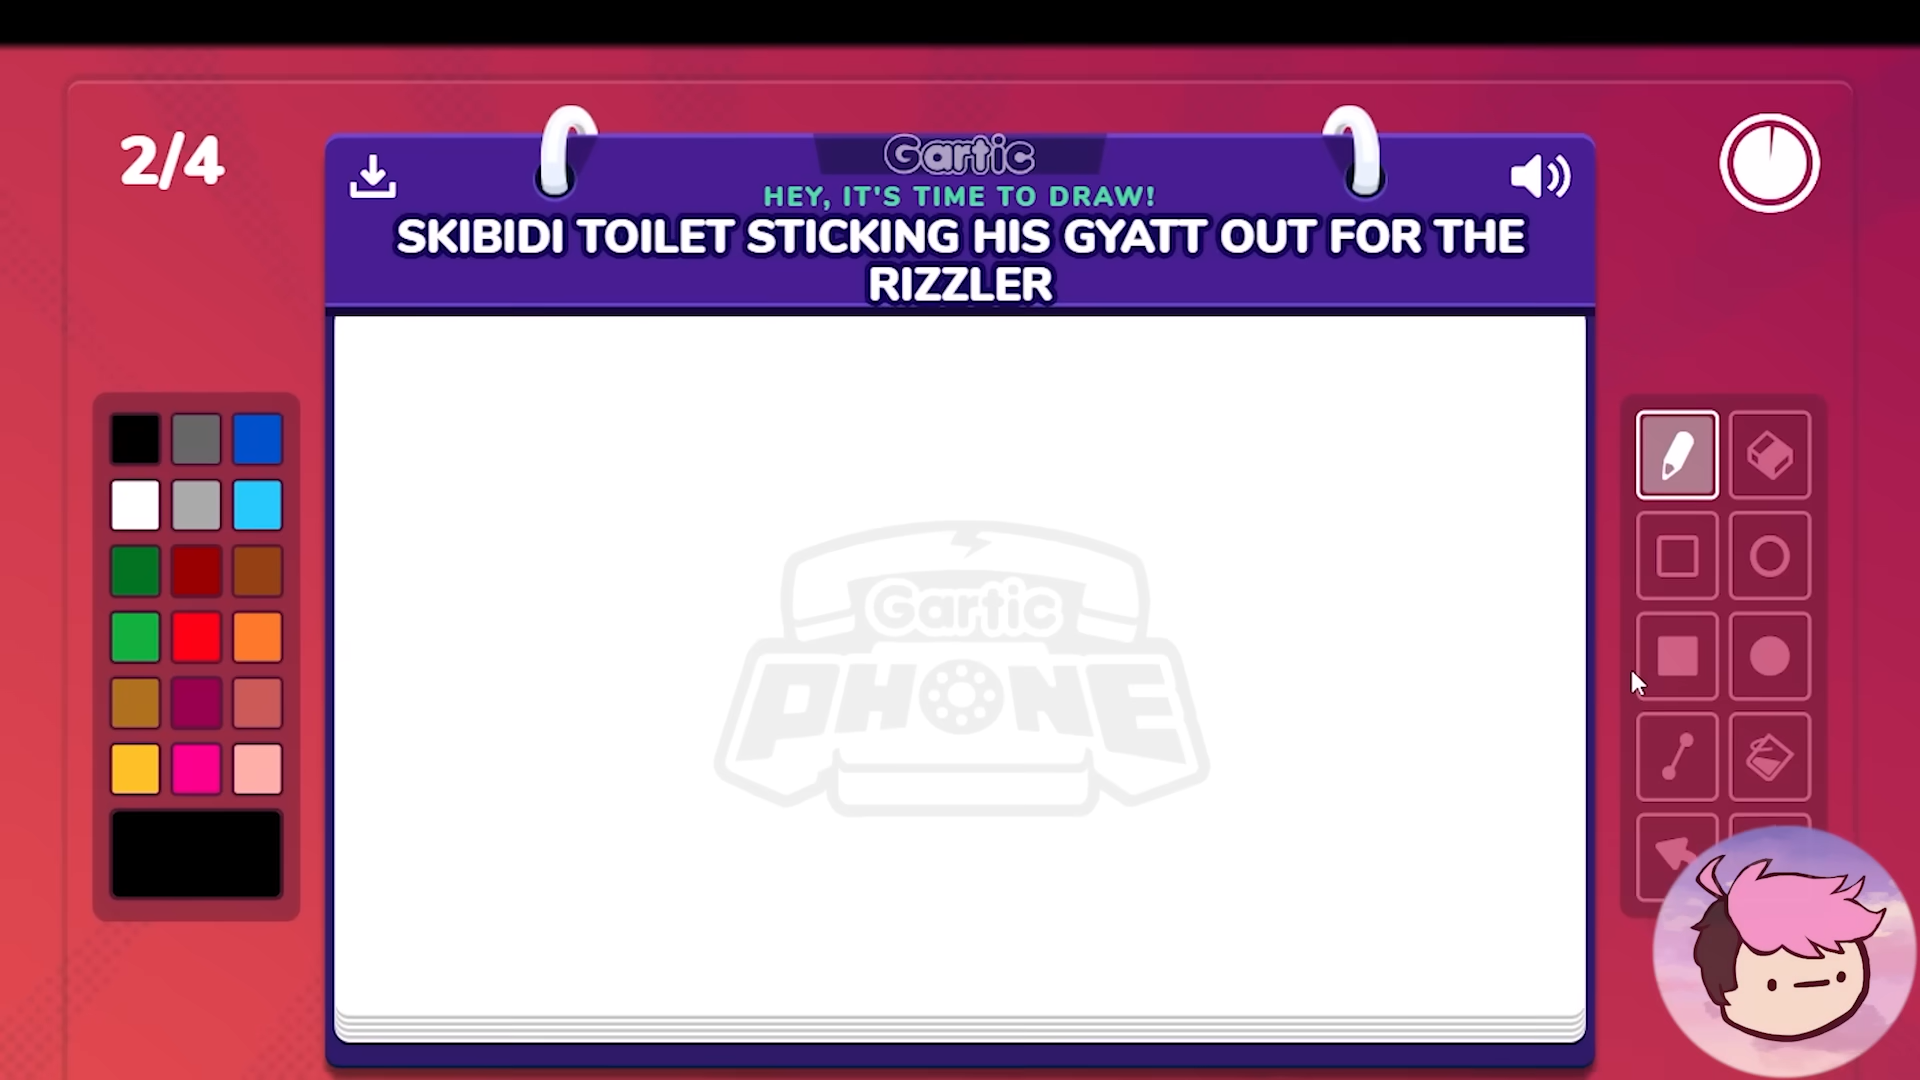 2/4
Gartic
HEY, IT'S TIME TO DRAW!
SKIBIDI TOILET STICKING HIS GYATT OUT FOR THE
RIZZLER
Gartic
PHONE